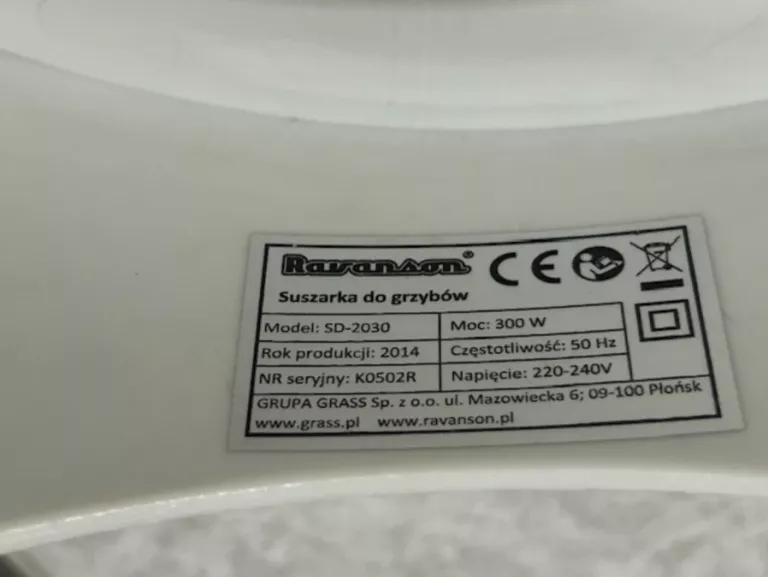 Ravanson® CE
Suszarka do grzybów
Model: SD-2030 Moc: 300 W
Rok produkcji: 2014 Częstotliwość: 50 Hz
NR seryjny: K0502R Napięcie: 220-240V
GRUPA GRASS Sp. z o.o. ul. Mazowiecka 6; 09-100 Płońsk
www.grass.pl www.ravanson.pl